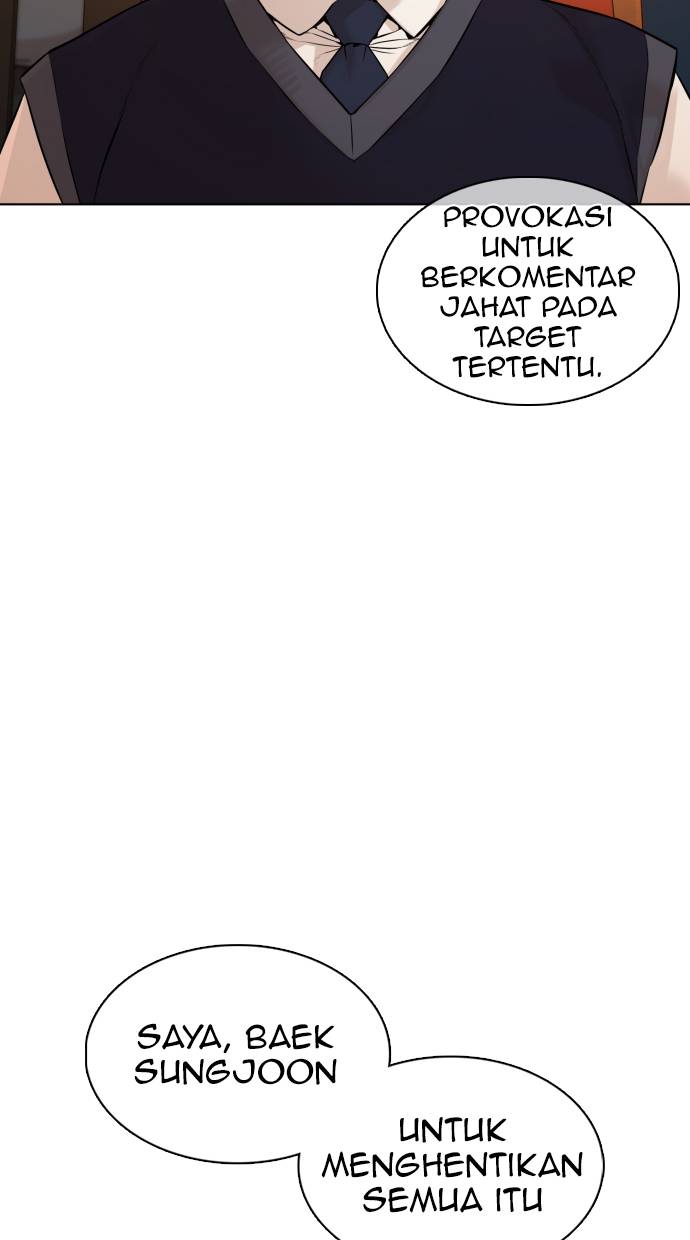 PROVOKASI
UNTUK
BERKOMENTAR
JAHAT PADA
TARGET
TERTENTU.
SAYA, BAEK
SUNGJOON
UNTUK
MENGHENTIKAN
SEMUA ITU